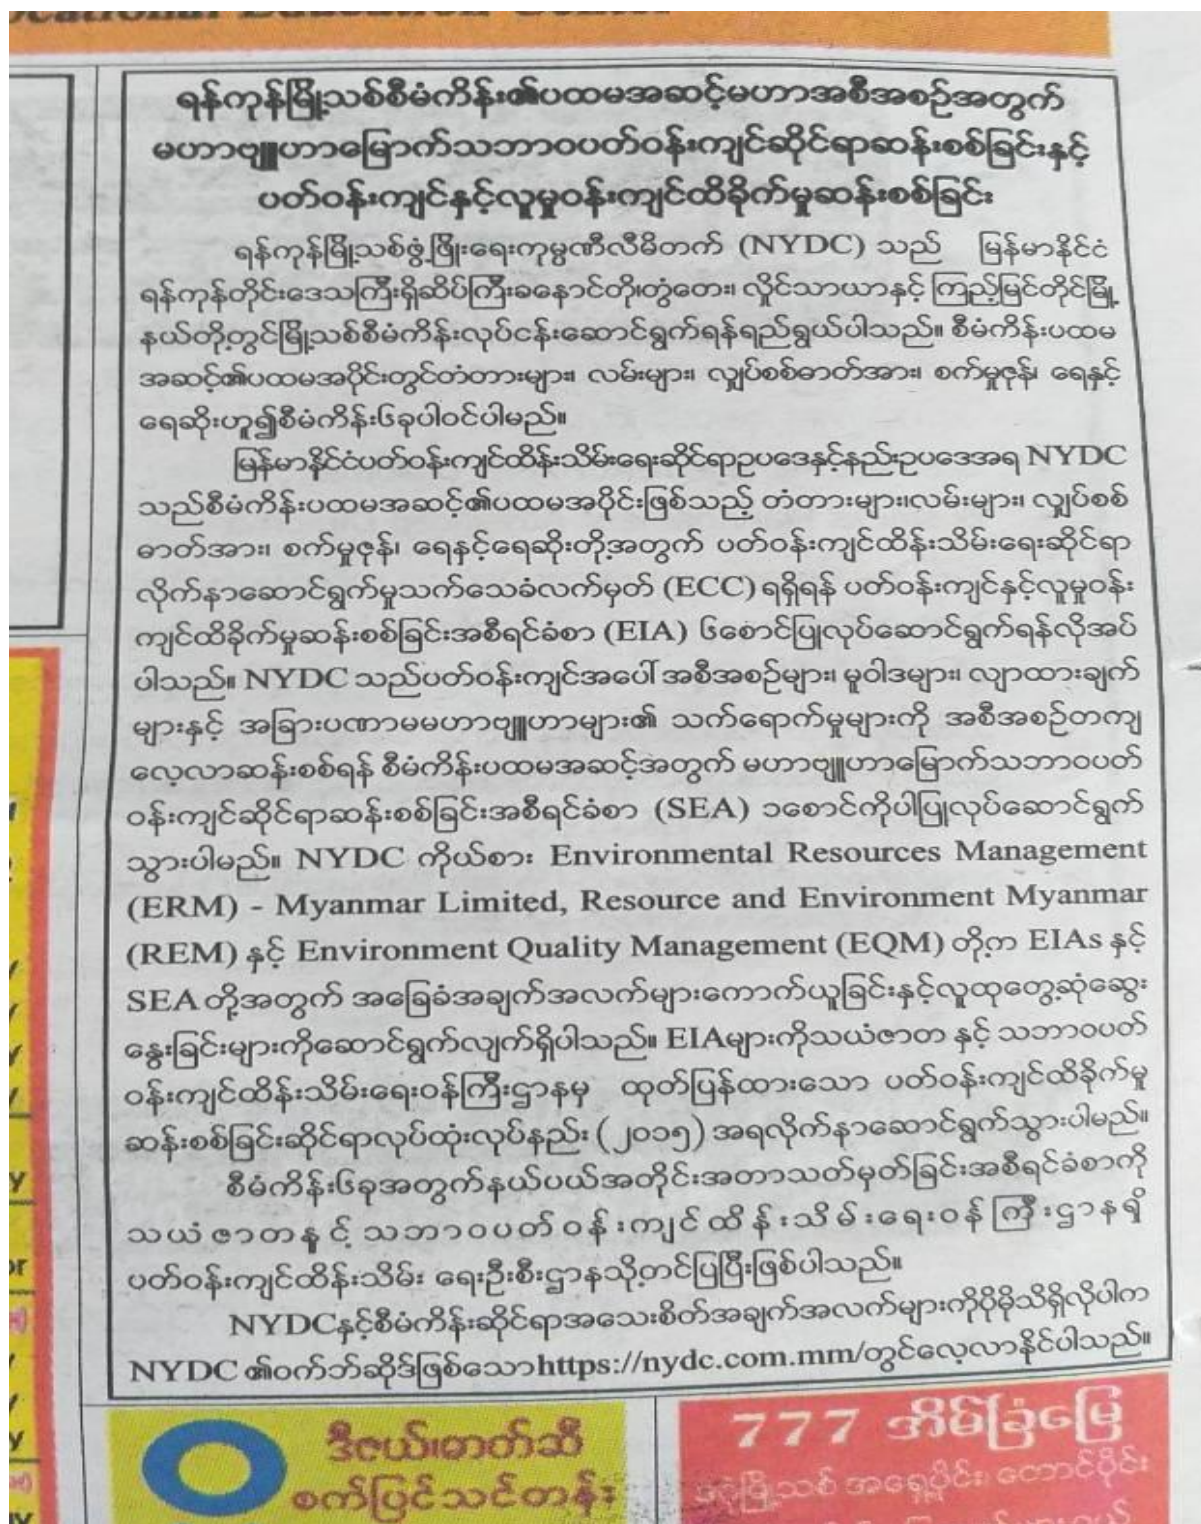 ocational Education Center
ရန်ကုန်မြို့သစ်စီမံကိန်း၏ပထမအဆင့်မဟာအစီအစဉ်အတွက်
မဟာဗျူဟာမြောက်သဘာဝပတ်ဝန်းကျင်ဆိုင်ရာဆန်းစစ်ခြင်းနှင့်
ပတ်ဝန်းကျင်နှင့်လူမှုဝန်းကျင်ထိခိုက်မှုဆန်းစစ်ခြင်း
ရန်ကုန်မြို့သစ်ဖွံ့ဖြိုးရေးကုမ္ပဏီလီမိတက် (NYDC) သည် မြန်မာနိုင်ငံ
ရန်ကုန်တိုင်းဒေသကြီးရှိဆိပ်ကြီးခနောင်တို၊တွံတေး၊ လှိုင်သာယာနှင့် ကြည့်မြင်တိုင်မြို့
နယ်တို့တွင်မြို့သစ်စီမံကိန်းလုပ်ငန်းဆောင်ရွက်ရန်ရည်ရွယ်ပါသည်။ စီမံကိန်းပထမ
အဆင့်၏ပထမအပိုင်းတွင်တံတားများ၊ လမ်းများ၊ လျှပ်စစ်ဓာတ်အား၊ စက်မှုဇုန်၊ ရေနှင့်
ရေဆိုးဟူ၍စီမံကိန်း၆ခုပါဝင်ပါမည်။
မြန်မာနိုင်ငံပတ်ဝန်းကျင်ထိန်းသိမ်းရေးဆိုင်ရာဥပဒေနှင့်နည်းဥပဒေအရ NYDC
သည်စီမံကိန်းပထမအဆင့်၏ပထမအပိုင်းဖြစ်သည့် တံတားများ၊လမ်းများ၊ လျှပ်စစ်
ဓာတ်အား၊ စက်မှုဇုန်၊ ရေနှင့်ရေဆိုးတို့အတွက် ပတ်ဝန်းကျင်ထိန်းသိမ်းရေးဆိုင်ရာ
လိုက်နာဆောင်ရွက်မှုသက်သေခံလက်မှတ် (ECC) ရရှိရန် ပတ်ဝန်းကျင်နှင့်လူမှုဝန်း
ကျင်ထိခိုက်မှုဆန်းစစ်ခြင်းအစီရင်ခံစာ (EIA) ၆စောင်ပြုလုပ်ဆောင်ရွက်ရန်လိုအပ်
ပါသည်။ NYDC သည်ပတ်ဝန်းကျင်အပေါ် အစီအစဉ်များ၊ မူဝါဒများ၊ လျာထားချက်
များနှင့် အခြားပဏာမမဟာဗျူဟာများ၏ သက်ရောက်မှုများကို အစီအစဉ်တကျ
လေ့လာဆန်းစစ်ရန် စီမံကိန်းပထမအဆင့်အတွက် မဟာဗျူဟာမြောက်သဘာဝပတ်
ဝန်းကျင်ဆိုင်ရာဆန်းစစ်ခြင်းအစီရင်ခံစာ (SEA) ၁စောင်ကိုပါပြုလုပ်ဆောင်ရွက်
သွားပါမည်။ NYDC ကိုယ်စား Environmental Resources Management
(ERM) - Myanmar Limited, Resource and Environment Myanmar
(REM) နှင့် Environment Quality Management (EQM) တို့က EIAs နှင့်
SEA တို့အတွက် အခြေခံအချက်အလက်များကောက်ယူခြင်းနှင့်လူထုတွေ့ဆုံဆွေး
နွေးခြင်းများကိုဆောင်ရွက်လျက်ရှိပါသည်။ EIAများကိုသယံဇာတ နှင့် သဘာဝပတ်
ဝန်းကျင်ထိန်းသိမ်းရေးဝန်ကြီးဌာနမှ ထုတ်ပြန်ထားသော ပတ်ဝန်းကျင်ထိခိုက်မှု
ဆန်းစစ်ခြင်းဆိုင်ရာလုပ်ထုံးလုပ်နည်း (၂၀၁၅) အရလိုက်နာဆောင်ရွက်သွားပါမည်။
စီမံကိန်း၆ခုအတွက်နယ်ပယ်အတိုင်းအတာသတ်မှတ်ခြင်းအစီရင်ခံစာကို
သယံဇာတနှင့် သဘာဝပတ်ဝန်းကျင်ထိန်းသိမ်းရေးဝန်ကြီးဌာနရှိ
ပတ်ဝန်းကျင်ထိန်းသိမ်း ရေးဦးစီးဌာနသို့တင်ပြပြီးဖြစ်ပါသည်။
NYDCနှင့်စီမံကိန်းဆိုင်ရာအသေးစိတ်အချက်အလက်များကိုပိုမိုသိရှိလိုပါက
NYDC ၏ဝက်ဘ်ဆိုဒ်ဖြစ်သောhttps://nydc.com.mm/တွင်လေ့လာနိုင်ပါသည်။
ဒီဇယ်၊ဓာတ်ဆီ
စက်ပြင်သင်တန်း
777 အိမ်ခြံမြေ
မြို့သစ် အရှေ့ပိုင်း၊ တောင်ပိုင်း